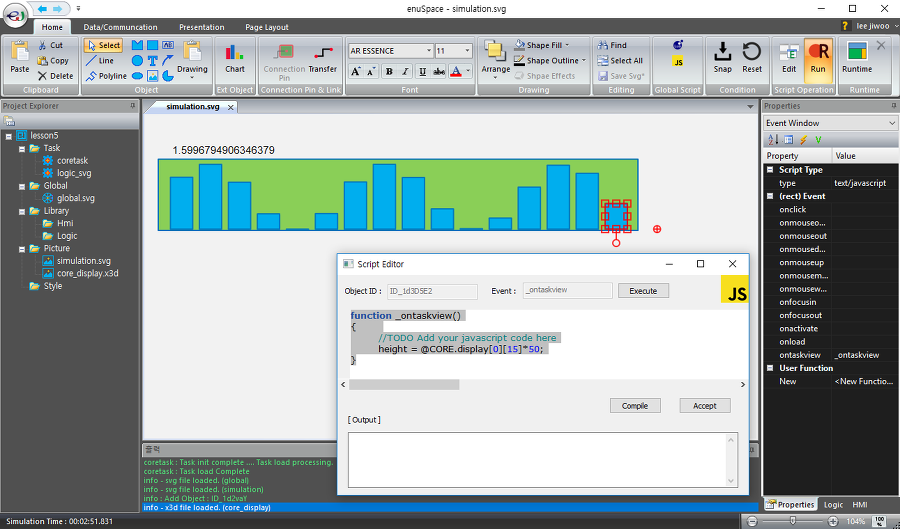 enuSpace - simulation.svg
Home Data/Communcation Presentation Page Layout
? lee jiwoo
Paste Cut Copy Delete
Clipboard
Select Line Polyline AB T Drawing
Object
Chart
Ext Object
Connection Pin Transfer
Connection Pin & Link
AR ESSENCE 11
A A B I U abc A
Font
Arrange Shape Fill Shape Outline Shpae Effects
Drawing
Find Select All Save Svg*
Editing
JS
Global Script
Snap Reset
Condition
Edit Run
Script Operation
Runtime
Runtime
Project Explorer
lesson5
Task
coretask
logic_svg
Global
global.svg
Library
Hmi
Logic
Picture
simulation.svg
core_display.x3d
Style
simulation.svg
1.5996794906346379
Script Editor
Object ID : ID_1d3D5E2 Event : _ontaskview Execute
JS
function _ontaskview()
{
//TODO Add your javascript code here
height = @CORE.display[0][15]*50;
}
Compile Accept
[ Output ]
출력
coretask : Task init complete .... Task load processing.
coretask : Task load Complete
info - svg file loaded. (global)
info - svg file loaded. (simulation)
info : Add Object : ID_1d2vaY
info - x3d file loaded. (core_display)
Properties
Event Window
Property Value
Script Type
type text/javascript
(rect) Event
onclick
onmouseo...
onmouseout
onmoused...
onmouseup
onmousem...
onmousew...
onfocusin
onfocusout
onactivate
onload
ontaskview _ontaskview
User Function
New <New Functio...
Properties Logic HMI
Simulation Time : 00:02:51.831
104% 100 %